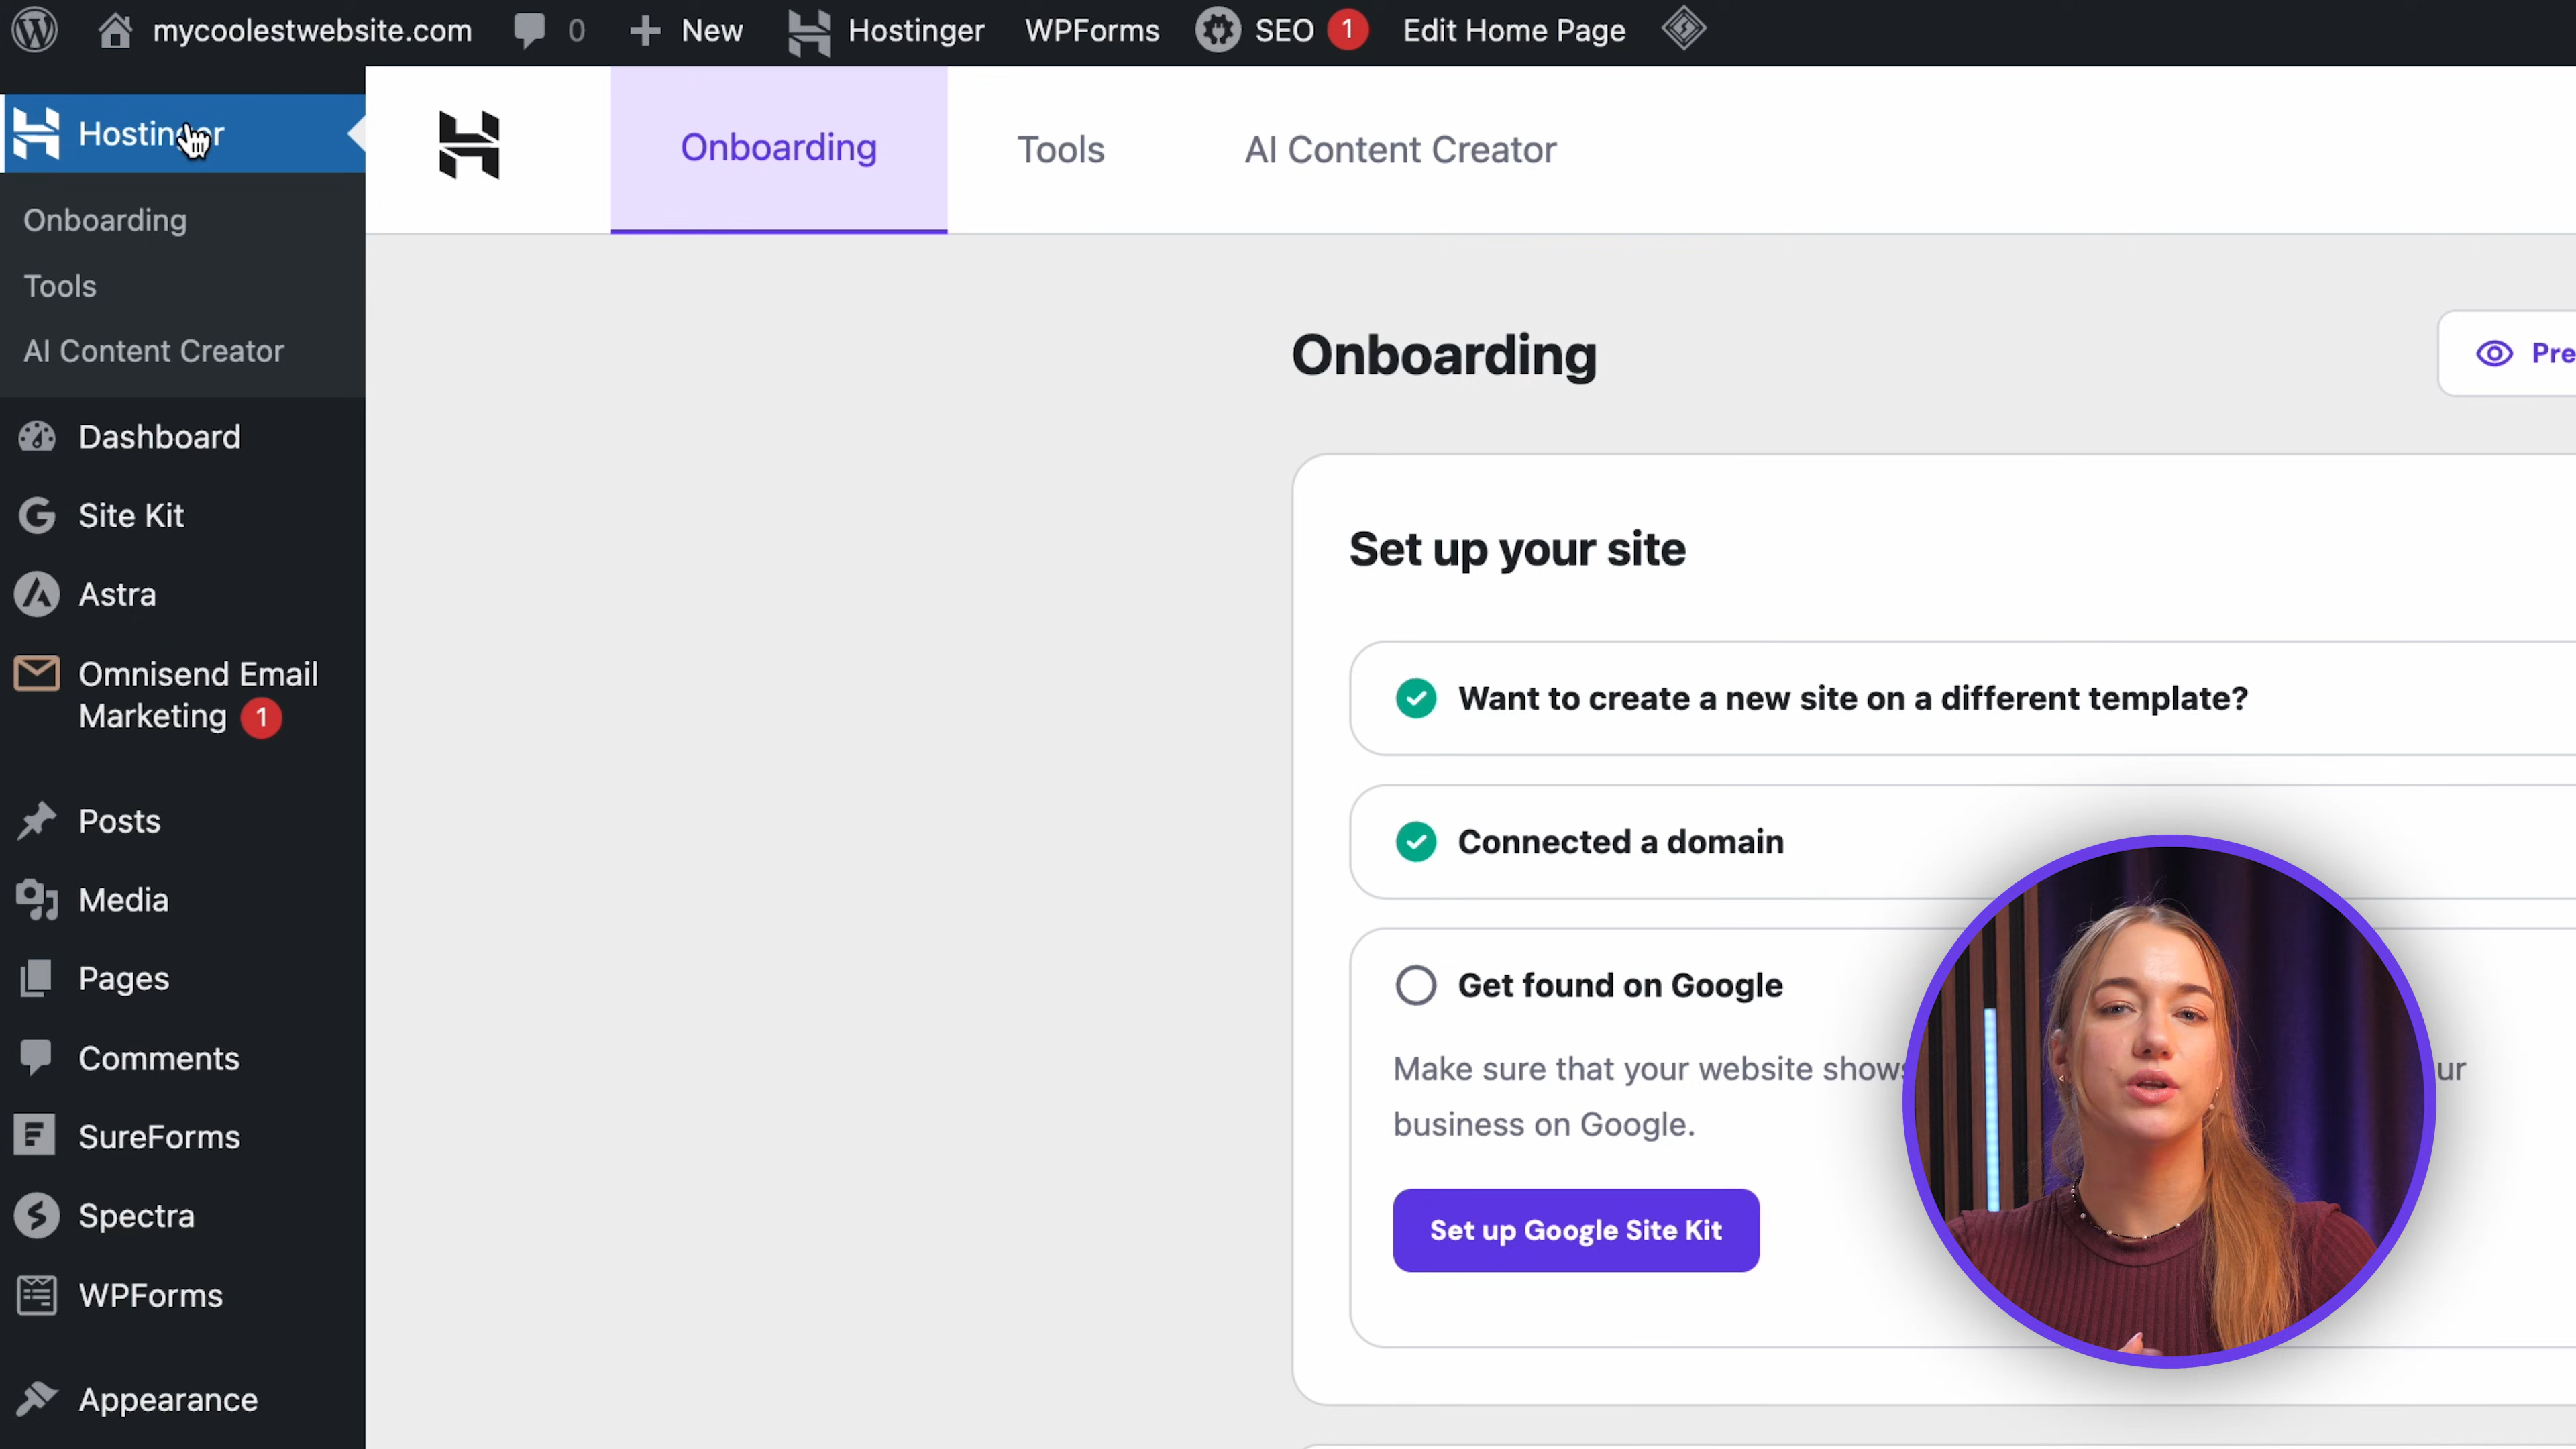 mycoolestwebsite.com 0 New Hostinger WPForms SEO 1 Edit Home Page
Hostinger
Onboarding
Tools
AI Content Creator
Dashboard
Site Kit
Astra
Omnisend Email
Marketing 1
Posts
Media
Pages
Comments
SureForms
Spectra
WPForms
Appearance
Onboarding Tools AI Content Creator
Onboarding
Set up your site
Want to create a new site on a different template?
Connected a domain
Get found on Google
Make sure that your website shows
business on Google.
Set up Google Site Kit